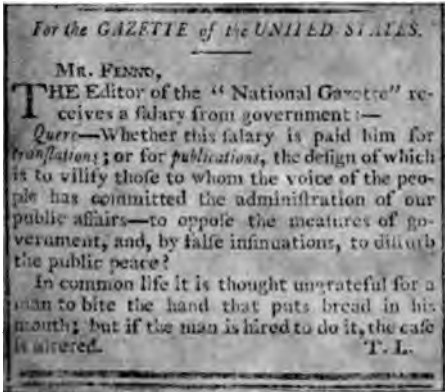 For the GAZETTE of the UNITED STATES.
MR. FENNO,
THE Editor of the “ National Gazette” re-
ceives a ſalary from government :—
Quere—Whether this ſalary is paid him for
tranſlations ; or for publications, the deſign of which
is to vilify thoſe to whom the voice of the peo-
ple has committed the adminiſtration of our
public affairs—to oppoſe the meaſures of go-
vernment, and, by falſe inſinuations, to diſturb
the public peace ?
In common life it is thought ungrateful for a
man to bite the hand that puts bread in his
mouth ; but if the man is hired to do it, the caſe
is altered. T. L.